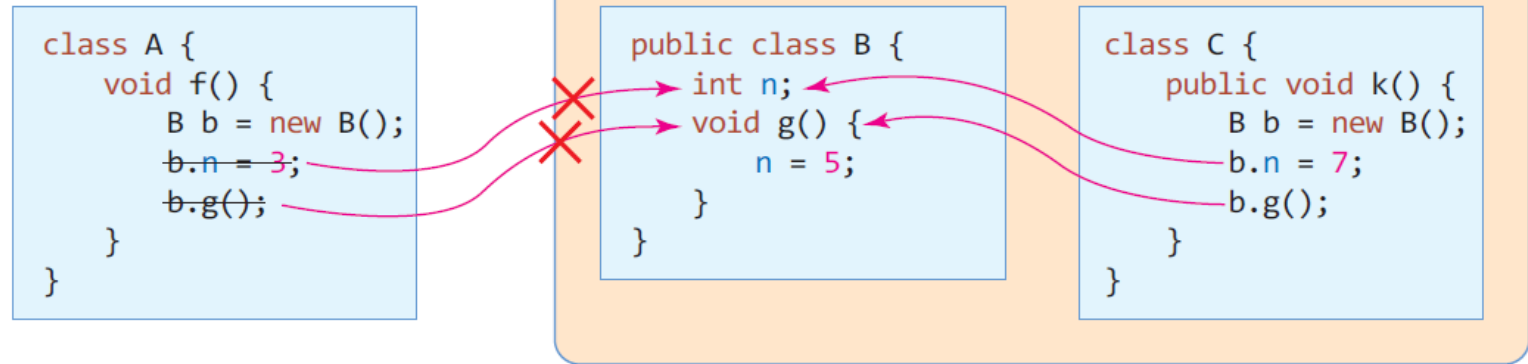 class A {
void f() {
B b = new B();
b.n = 3;
b.g();
}
}
public class B {
int n;
void g() {
n = 5;
}
}
class C {
public void k() {
B b = new B();
b.n = 7;
b.g();
}
}